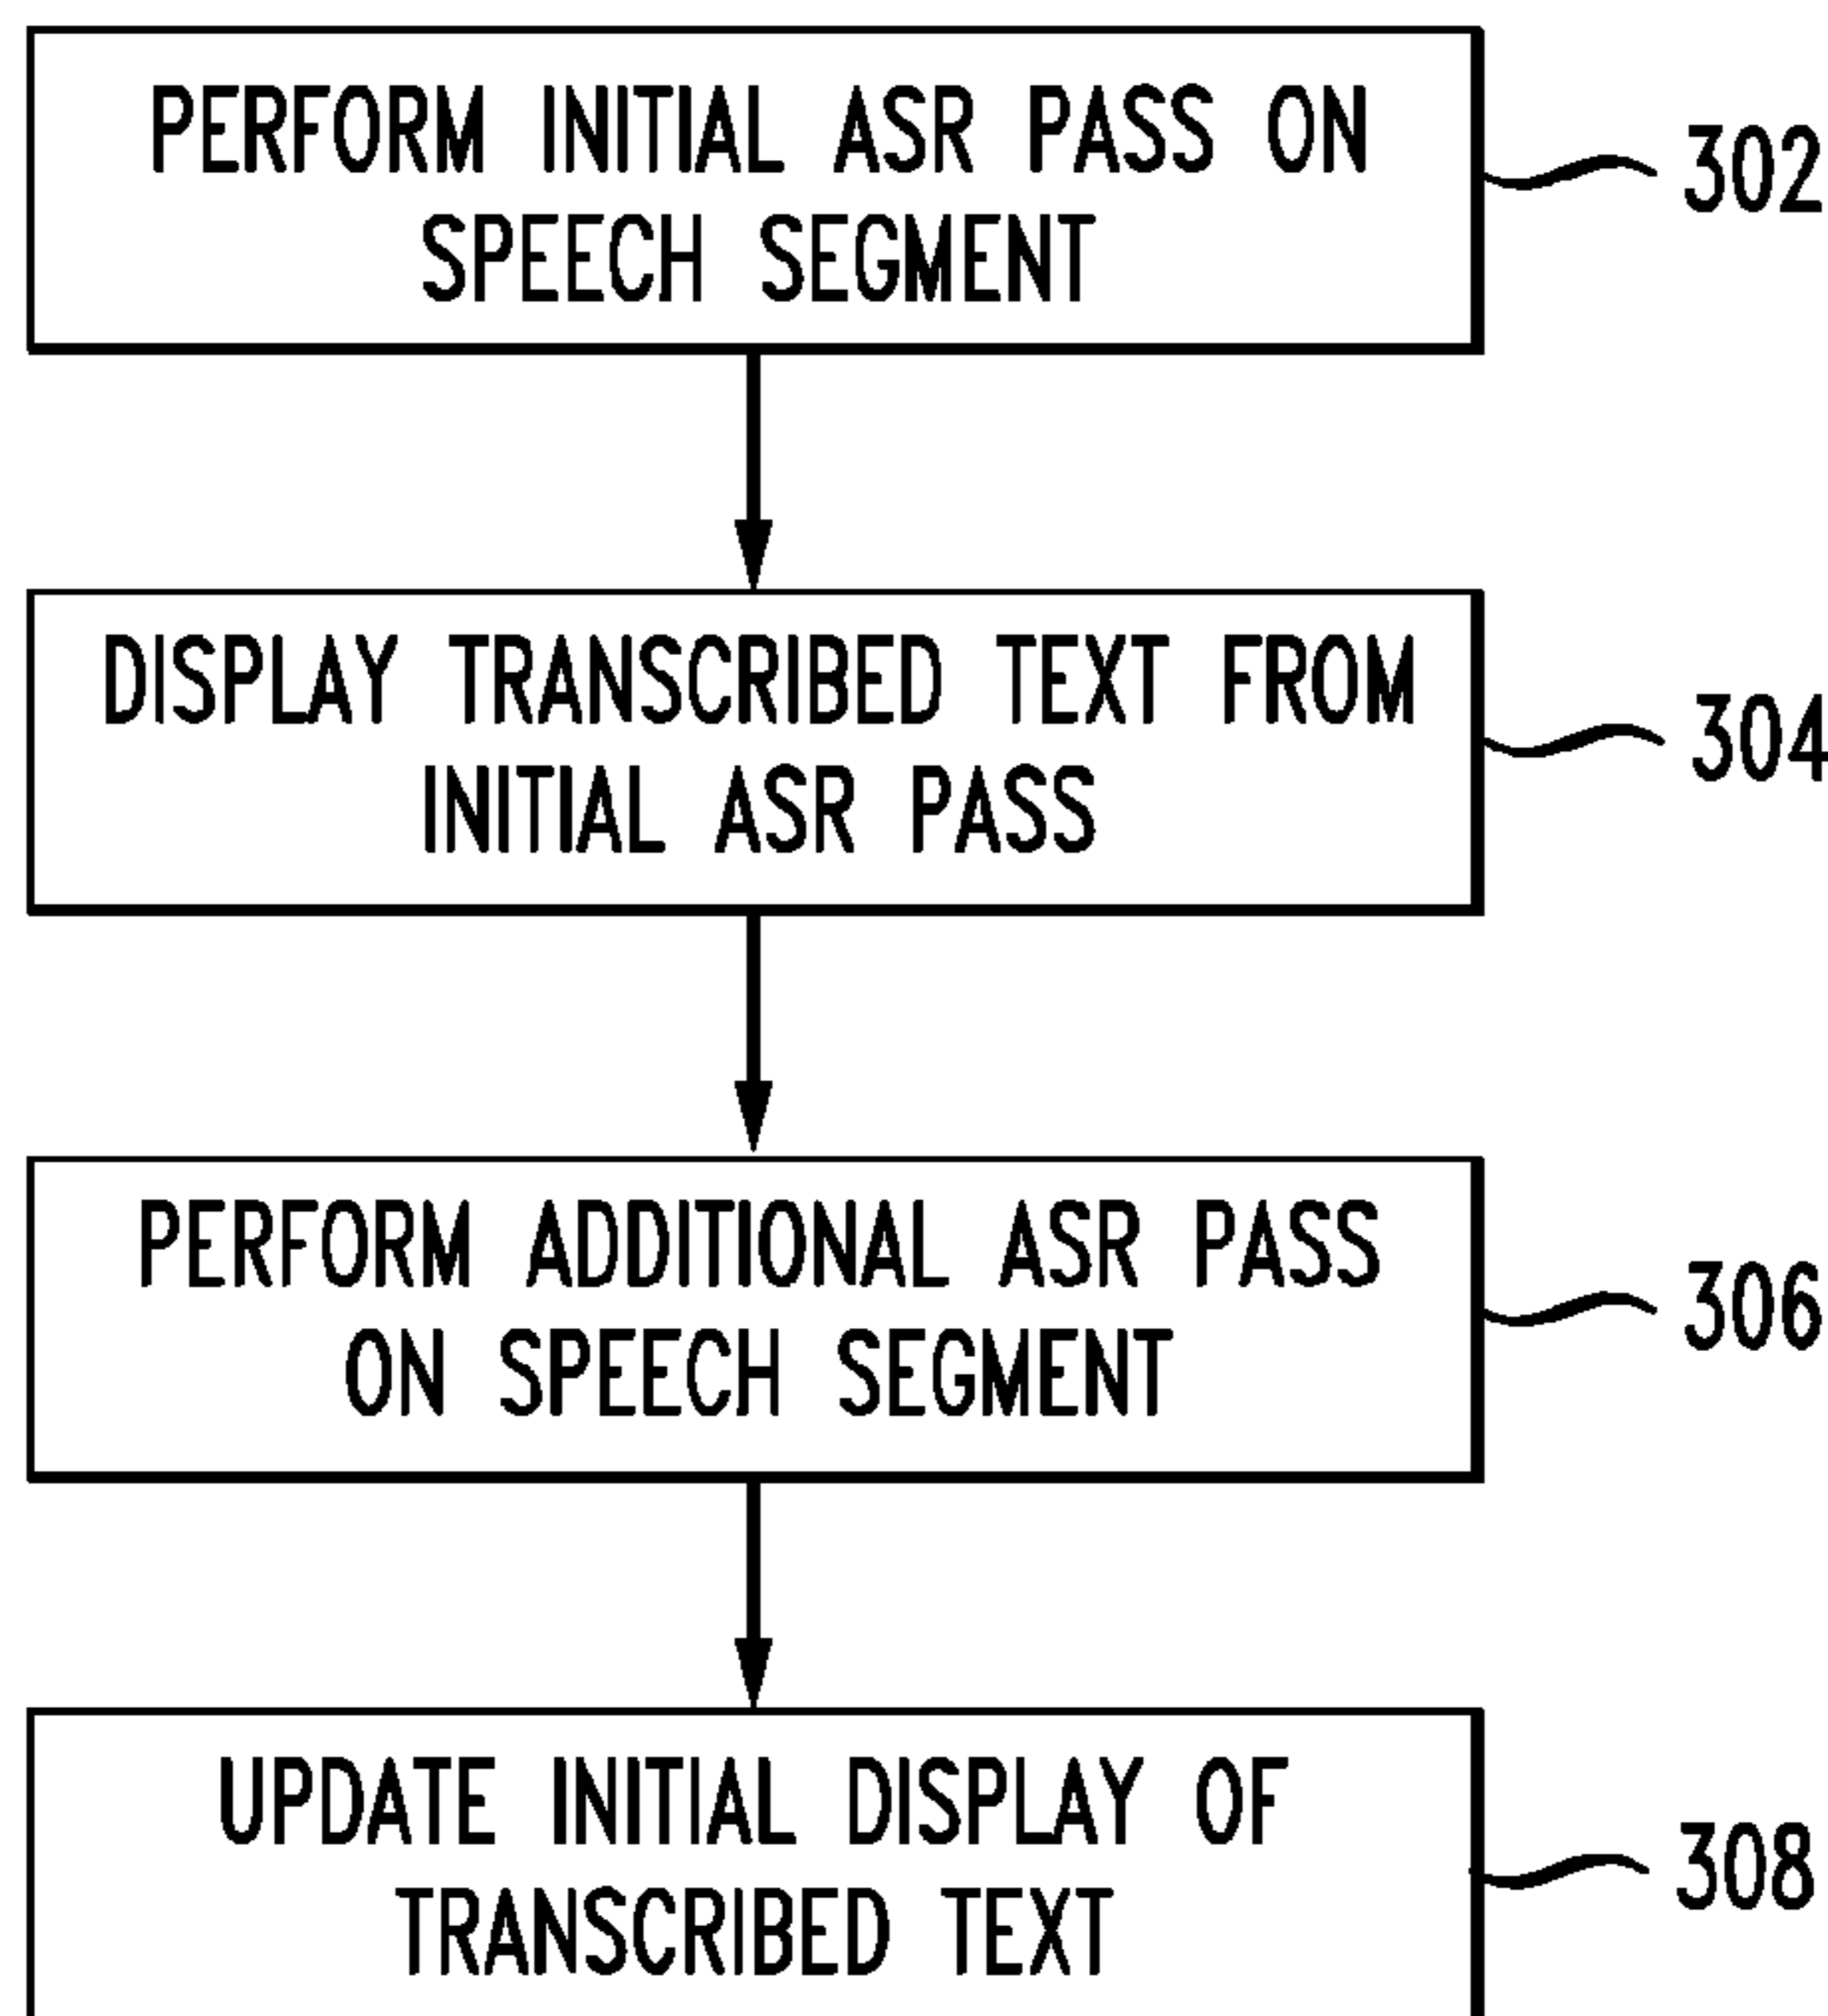 PERFORM INITIAL ASR PASS ON
SPEECH SEGMENT
302
DISPLAY TRANSCRIBED TEXT FROM
INITIAL ASR PASS
304
PERFORM ADDITIONAL ASR PASS
ON SPEECH SEGMENT
306
UPDATE INITIAL DISPLAY OF
TRANSCRIBED TEXT
308